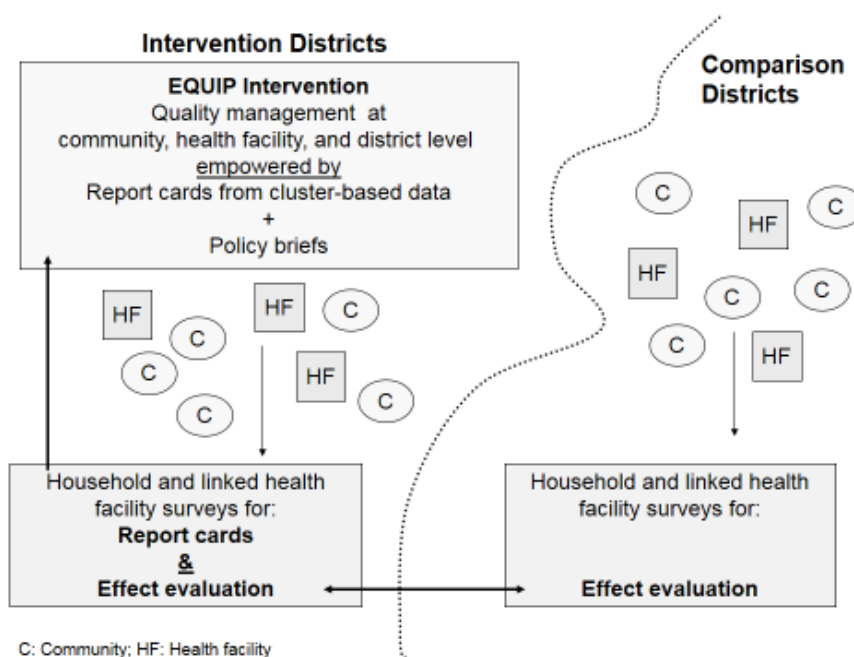 Intervention Districts
EQUIP Intervention
Quality management at
community, health facility, and district level
empowered by
Report cards from cluster-based data
+
Policy briefs
Comparison
Districts
C
C
HF
HF
C
C
C
HF
HF
HF
C
C
C
HF
C
C
Household and linked health
facility surveys for:
Report cards
&
Effect evaluation
Household and linked health
facility surveys for:
Effect evaluation
C: Community; HF: Health facility